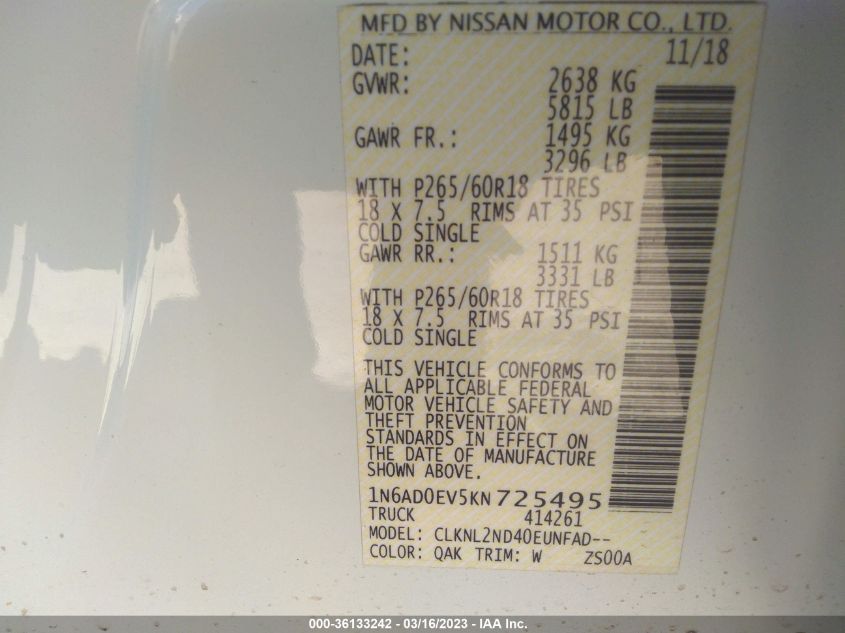 MFD BY NISSAN MOTOR CO., LTD.
DATE: 11/18
GVWR: 2638 KG
5815 LB
GAWR FR.: 1495 KG
3296 LB
WITH P265/60R18 TIRES
18 X 7.5 RIMS AT 35 PSI
COLD SINGLE
GAWR RR.: 1511 KG
3331 LB
WITH P265/60R18 TIRES
18 X 7.5 RIMS AT 35 PSI
COLD SINGLE
THIS VEHICLE CONFORMS TO
ALL APPLICABLE FEDERAL
MOTOR VEHICLE SAFETY AND
THEFT PREVENTION
STANDARDS IN EFFECT ON
THE DATE OF MANUFACTURE
SHOWN ABOVE.
1N6AD0EV5KN 725495
TRUCK 414261
MODEL: CLKNL2ND40EUNFAD--
COLOR: QAK TRIM: W ZS00A
000-36133242 - 03/16/2023 - IAA Inc.